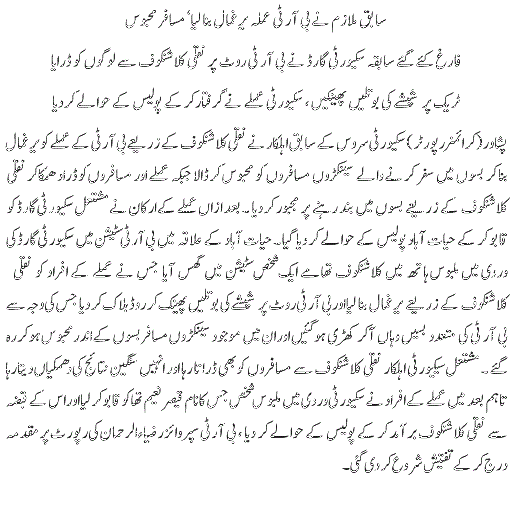 سابق ملازم نے بی آر ٹی عملہ یرغمال بنالیا، مسافر محبوس
فارغ کئے گئے سابقہ سکیورٹی گارڈ نے بی آر ٹی روٹ پر نقلی کلاشنکوف سے لوگوں کو ڈرایا
ٹریک پر شیشے کی بوتلیں پھینکیں، سکیورٹی عملے نے گرفتار کر کے پولیس کے حوالے کر دیا
پشاور (کرائمز رپورٹر) سکیورٹی سروس کے سابق اہلکار نے نقلی کلاشنکوف کے ذریعے بی آر ٹی کے عملے کو یرغمال
بنا کر بسوں میں سفر کرنے والے سینکڑوں مسافروں کو محبوس کر ڈالا جبکہ عملے اور مسافروں کو ڈرا دھمکا کر نقلی
کلاشنکوف کے ذریعے بسوں میں بند رہنے پر مجبور کر دیا۔ بعد ازاں عملے کے ارکان نے مشتعل سکیورٹی گارڈ کو
قابو کر کے حیات آباد پولیس کے حوالے کر دیا گیا۔ حیات آباد کے علاقہ میں بی آر ٹی سٹیشن میں سکیورٹی گارڈ کی
وردی میں ملبوس ہاتھ میں کلاشنکوف تھامے ایک شخص سٹیشن میں گھس آیا جس نے عملے کے افراد کو نقلی
کلاشنکوف کے ذریعے یرغمال بنالیا اور بی آر ٹی روٹ پر شیشے کی بوتلیں پھینک کر روڈ بلاک کر دیا جس کی وجہ سے
بی آر ٹی کی متعدد بسیں وہاں آکر کھڑی ہو گئیں اور ان میں موجود سینکڑوں مسافر بسوں کے اندر محبوس ہو کر رہ
گئے۔ مشتعل سکیورٹی اہلکار نقلی کلاشنکوف سے مسافروں کو بھی ڈراتا رہا اور انہیں سنگین نتائج کی دھمکیاں دیتا رہا
تاہم بعد میں عملے کے افراد نے سکیورٹی وردی میں ملبوس شخص جس کا نام قیصر نعیم تھا کو قابو کر لیا اور اس کے قبضہ
سے نقلی کلاشنکوف برآمد کر کے پولیس کے حوالے کر دیا، بی آر ٹی سپروائزر ضیاء الرحمان کی رپورٹ پر مقدمہ
درج کر کے تفتیش شروع کر دی گئی۔